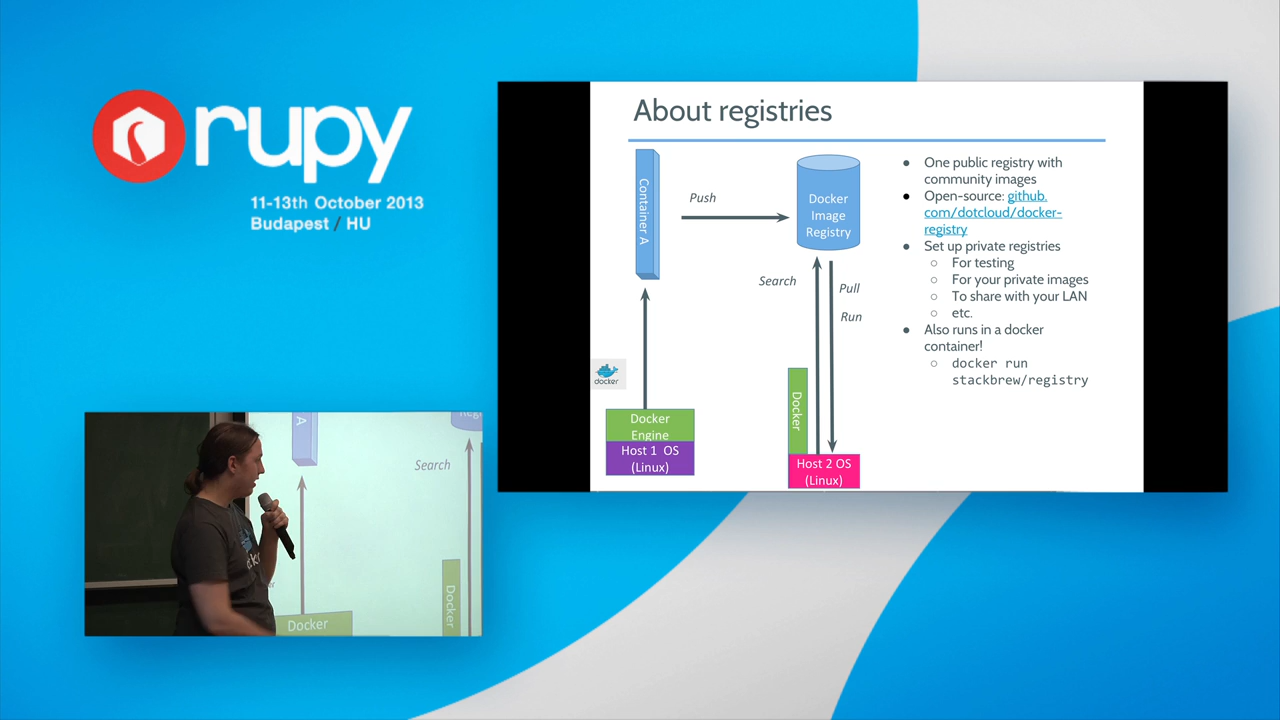 rupy
11-13th October 2013
Budapest / HU
About registries
Container A
Push
Docker
Image
Registry
Search
Pull
Run
docker
Docker
Engine
Host 1 OS
(Linux)
Docker
Host 2 OS
(Linux)
● One public registry with
community images
● Open-source: github.
com/dotcloud/docker-
registry
● Set up private registries
○ For testing
○ For your private images
○ To share with your LAN
○ etc.
● Also runs in a docker
container!
○ docker run
stackbrew/registry
A
Search
Docker
Docker